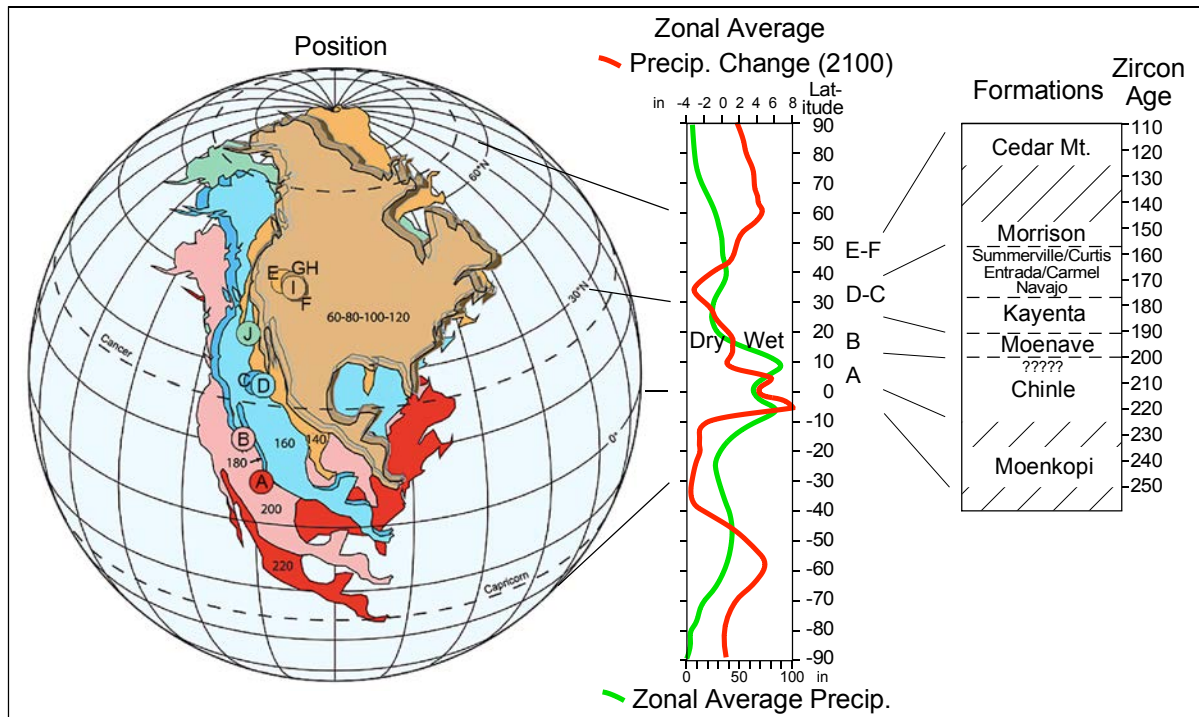 Position
60°N
30°N
0°
Cancer
Capricorn
E
GH
I
F
60-80-100-120
J
C
D
B
180
160
140
A
200
220
Zonal Average
Precip. Change (2100)
in
-4 -2 0 2 4 6 8
Lat-
itude
90
80
70
60
50
40
30
20
10
0
-10
-20
-30
-40
-50
-60
-70
-80
-90
Dry Wet
0 50 100 in
Zonal Average Precip.
E-F
D-C
B
A
Formations
Cedar Mt.
Morrison
Summerville/Curtis
Entrada/Carmel
Navajo
Kayenta
Moenave
?????
Chinle
Moenkopi
Zircon
Age
110
120
130
140
150
160
170
180
190
200
210
220
230
240
250